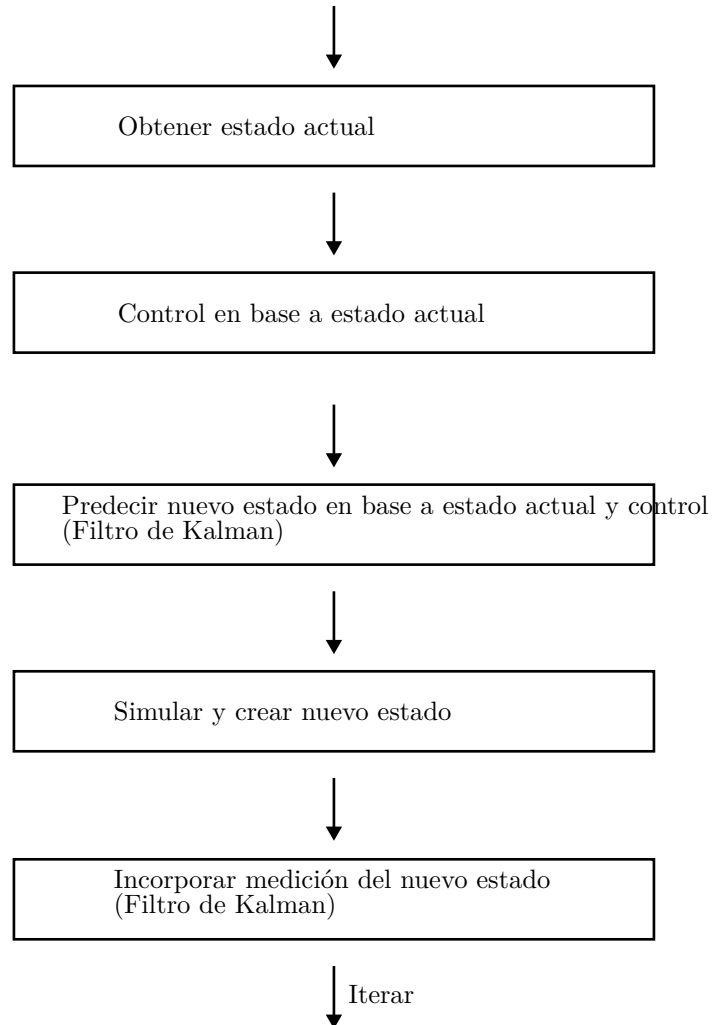 Obtener estado actual
Control en base a estado actual
Predecir nuevo estado en base a estado actual y control
(Filtro de Kalman)
Simular y crear nuevo estado
Incorporar medición del nuevo estado
(Filtro de Kalman)
Iterar